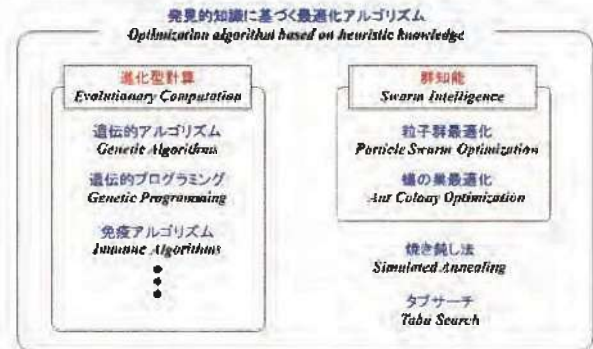 発見的知識に基づく最適化アルゴリズム
Optimization algorithm based on heuristic knowledge
進化型計算
Evolutionary Computation
遺伝的アルゴリズム
Genetic Algorithms
遺伝的プログラミング
Genetic Programming
免疫アルゴリズム
Immune Algorithms
群知能
Swarm Intelligence
粒子群最適化
Particle Swarm Optimization
蟻の巣最適化
Ant Colony Optimization
焼き鈍し法
Simulated Annealing
タブサーチ
Tabu Search